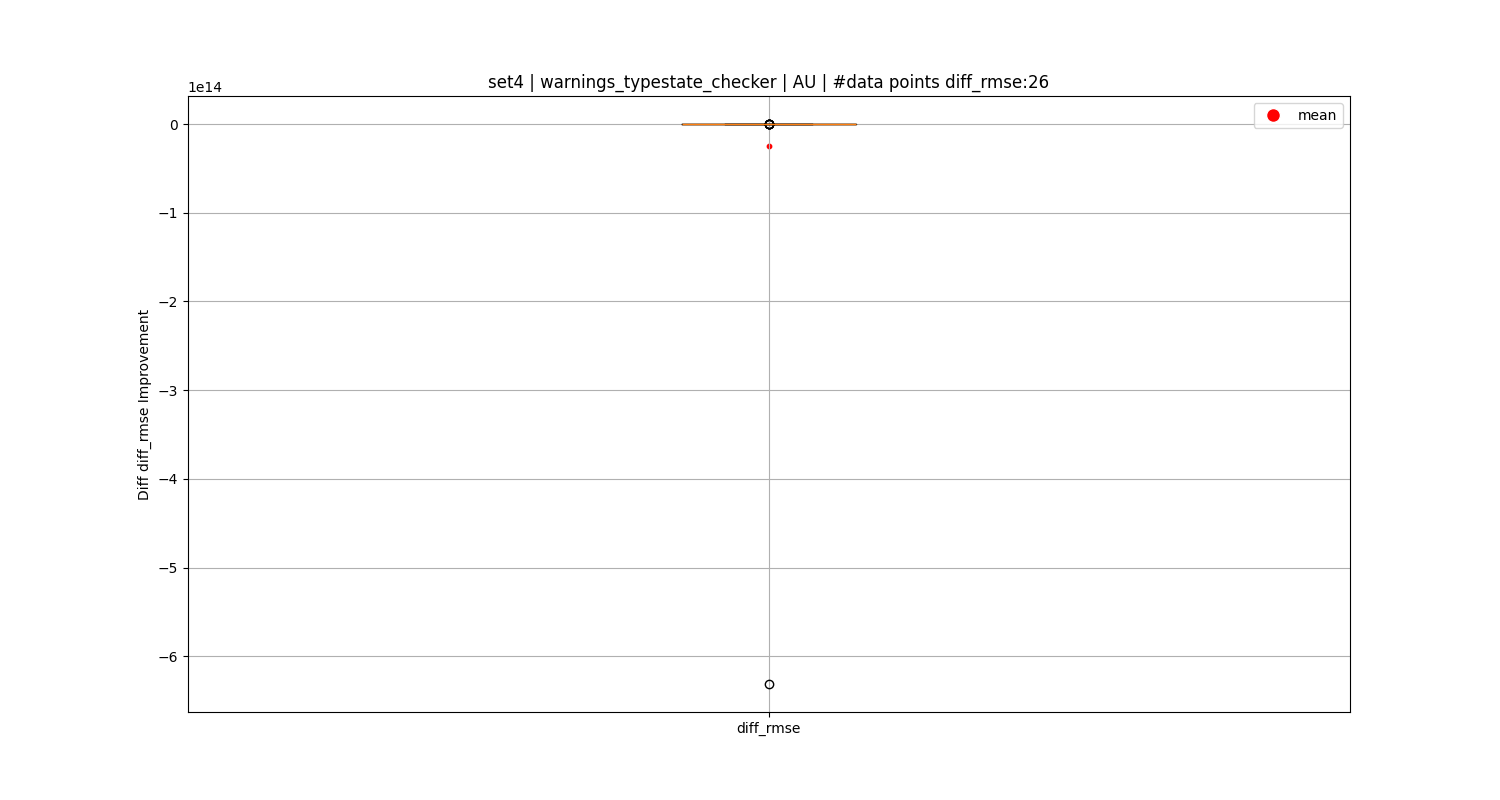 set4 | warnings_typestate_checker | AU | #data points diff_rmse:26
1e14
mean
0
−1
−2
−3
−4
−5
−6
Diff diff_rmse Improvement
diff_rmse